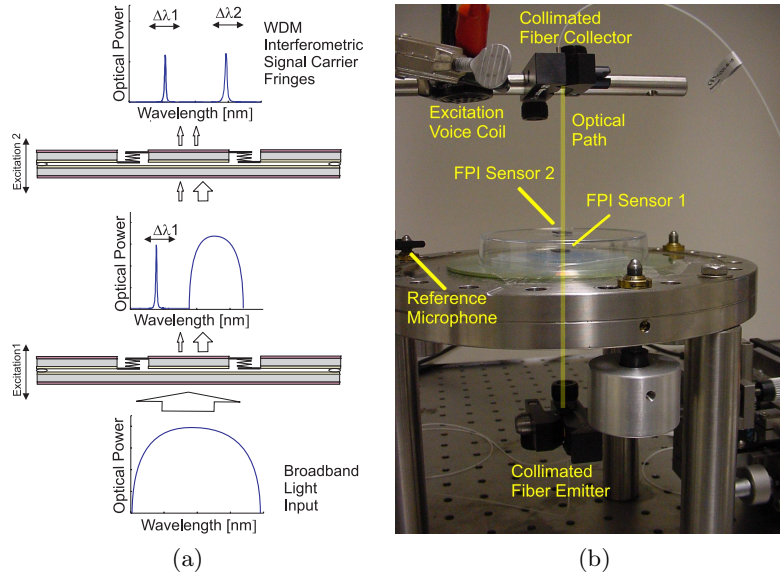 Δλ1
Δλ2
WDM
Interferometric
Signal Carrier
Fringes
Optical Power
Wavelength [nm]
Excitation 2
Δλ1
Optical Power
Wavelength [nm]
Excitation1
Optical Power
Wavelength [nm]
Broadband
Light
Input
(a)
Collimated
Fiber Collector
Excitation
Voice Coil
Optical
Path
FPI Sensor 2
FPI Sensor 1
Reference
Microphone
Collimated
Fiber Emitter
(b)